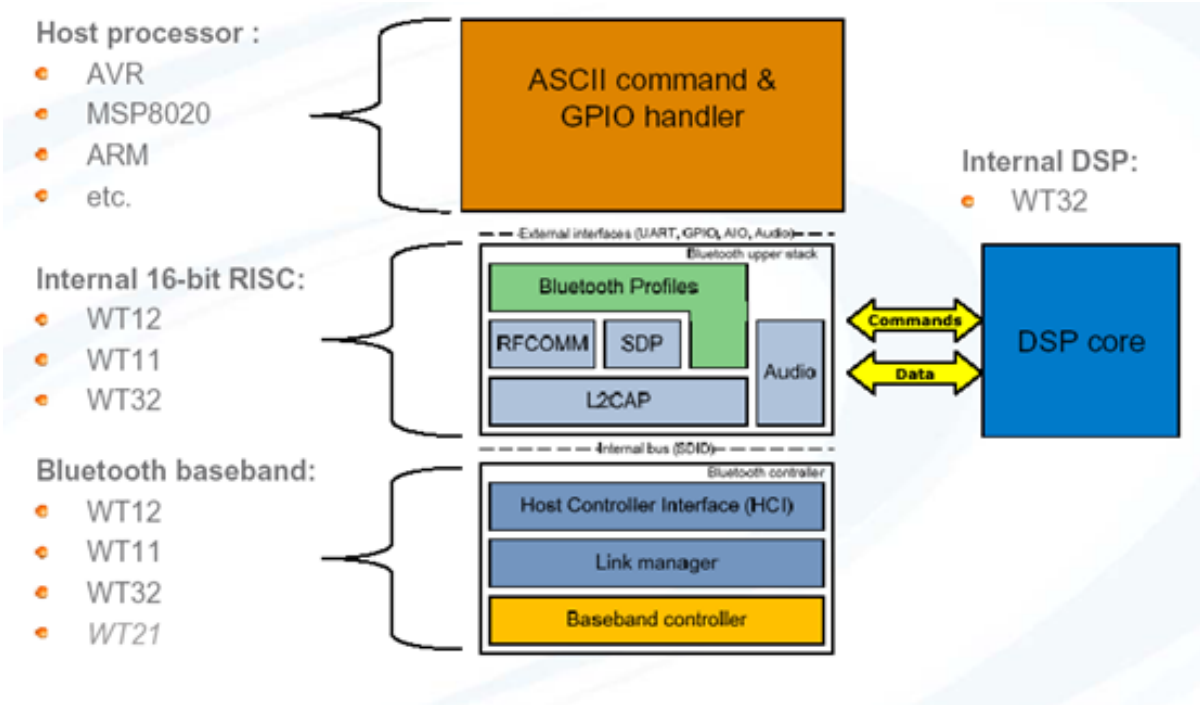 Host processor :
AVR
MSP8020
ARM
etc.
ASCII command &
GPIO handler
Internal DSP:
WT32
External interfaces (UART, GPIO, AIO, Audio)
Bluetooth upper stack
Internal 16-bit RISC:
WT12
WT11
WT32
Bluetooth Profiles
RFCOMM
SDP
Audio
L2CAP
Commands
Data
DSP core
Internal bus (SDID)
Bluetooth controller
Bluetooth baseband:
WT12
WT11
WT32
WT21
Host Controller Interface (HCI)
Link manager
Baseband controller